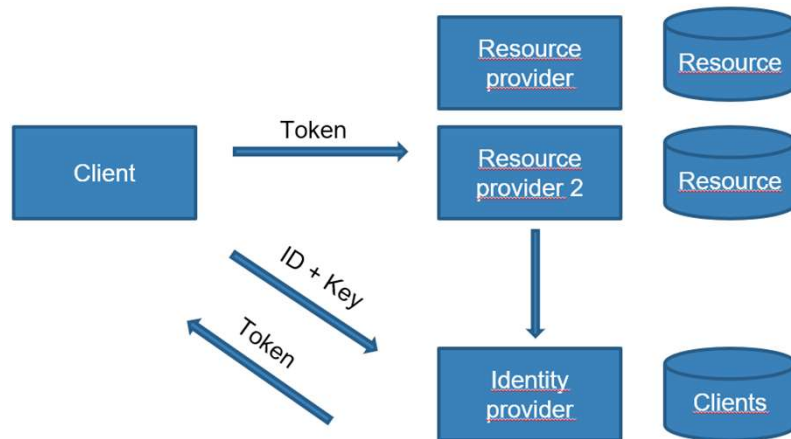 Resource
provider
Resource
Token
Client
Resource
provider 2
Resource
ID + Key
Token
Identity
provider
Clients